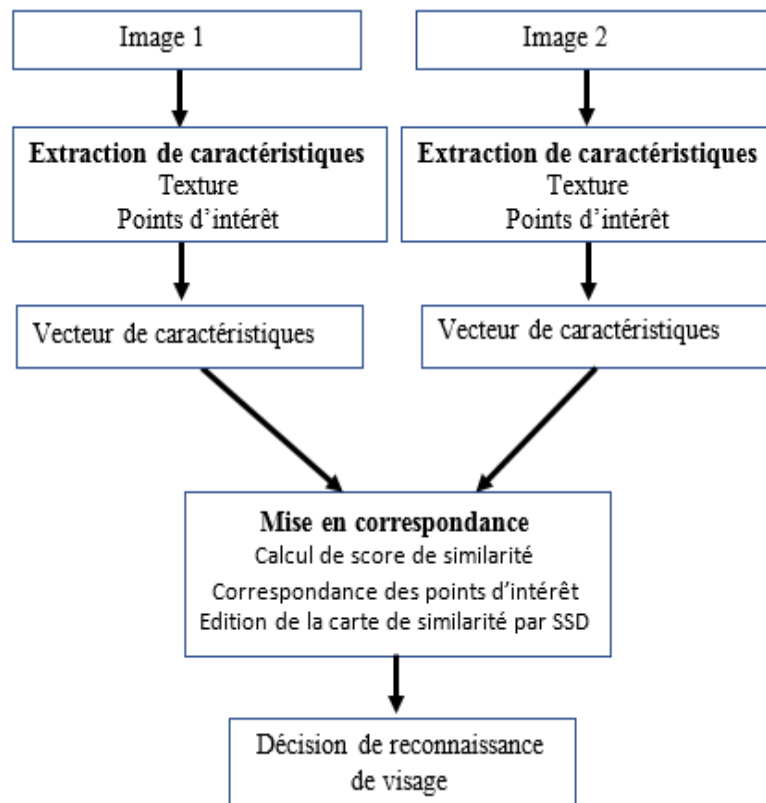 Image 1
Image 2
Extraction de caractéristiques
Texture
Points d'intérêt
Extraction de caractéristiques
Texture
Points d'intérêt
Vecteur de caractéristiques
Vecteur de caractéristiques
Mise en correspondance
Calcul de score de similarité
Correspondance des points d'intérêt
Edition de la carte de similarité par SSD
Décision de reconnaissance
de visage